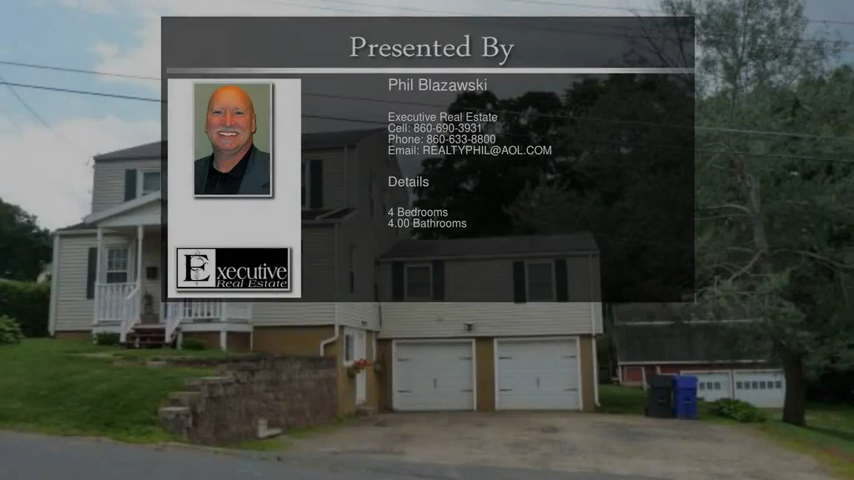 Presented By
Phil Blazawski
Executive Real Estate
Cell: 860-690-3931
Phone: 860-633-8800
Email: REALTYPHIL@AOL.COM
Details
4 Bedrooms
4.00 Bathrooms
Executive
Real Estate